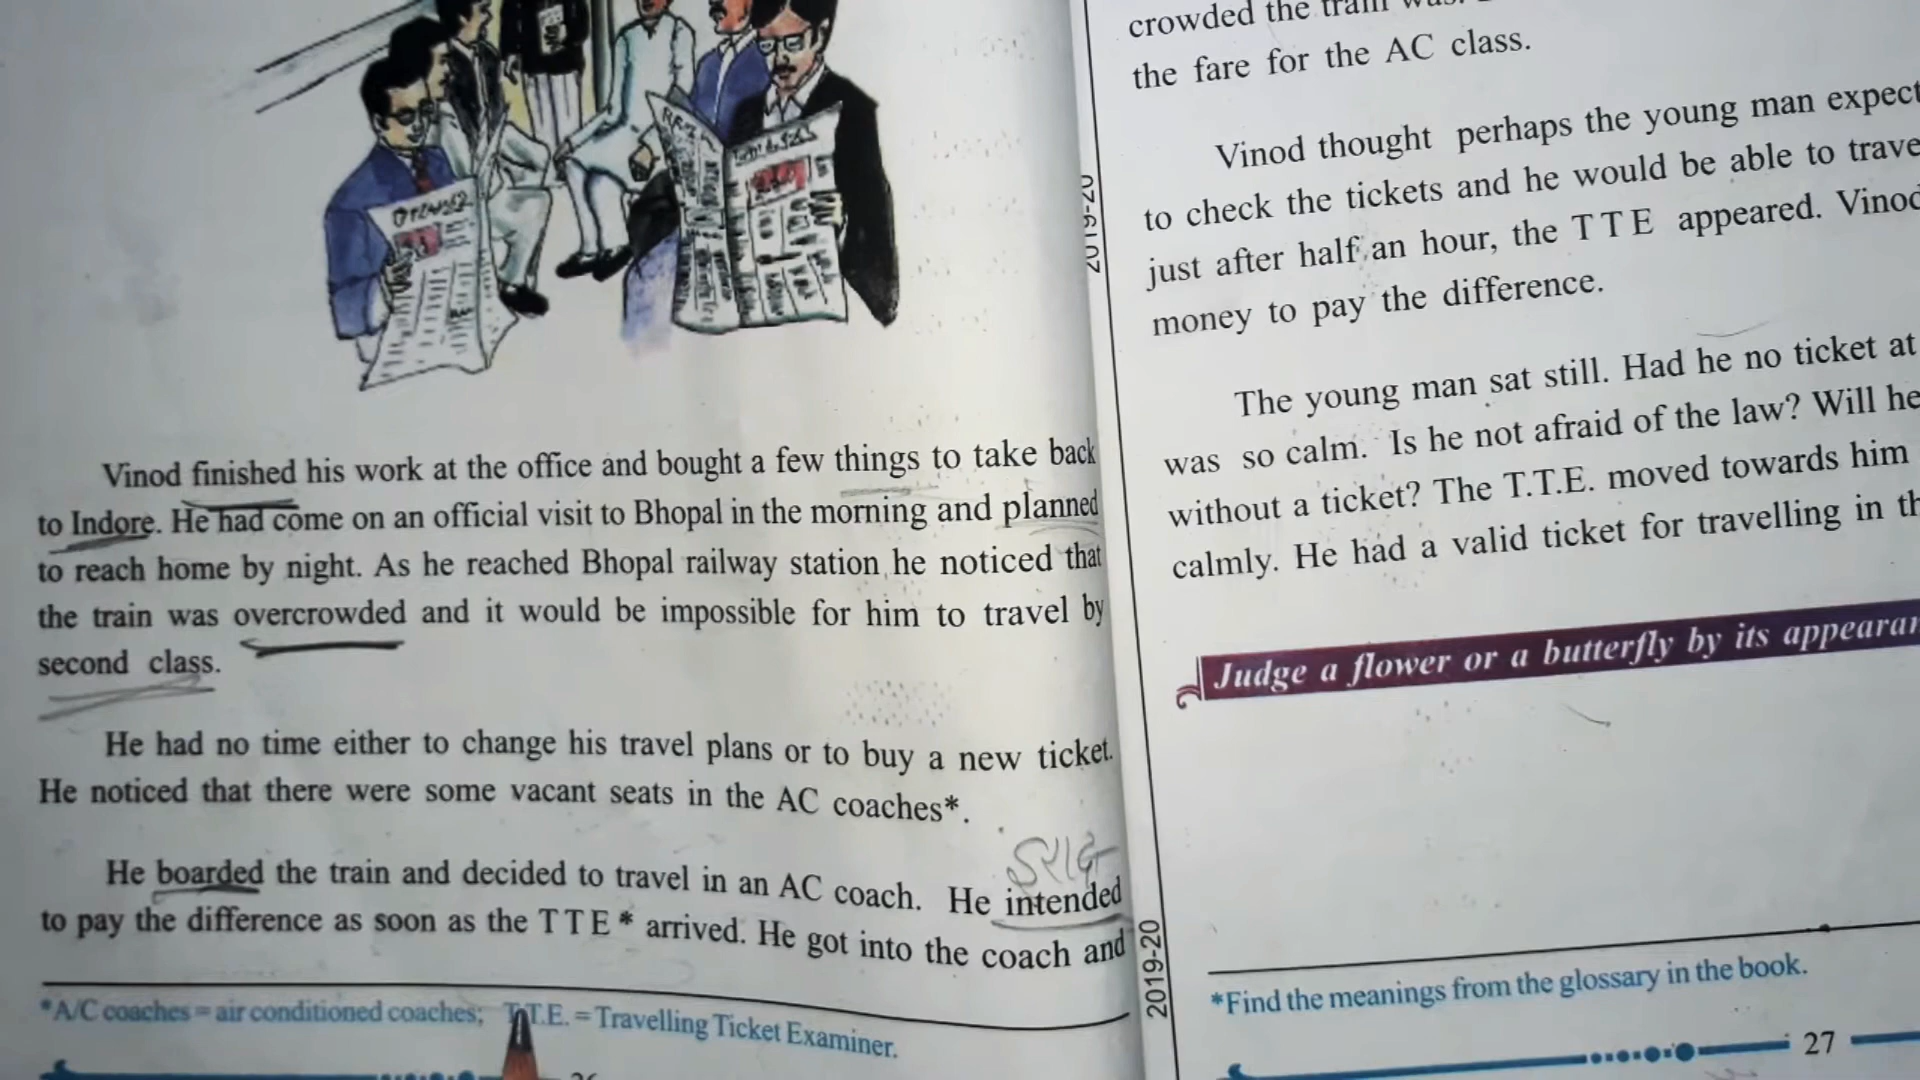 Vinod finished his work at the office and bought a few things to take back
to Indore. He had come on an official visit to Bhopal in the morning and planned
to reach home by night. As he reached Bhopal railway station he noticed that
the train was overcrowded and it would be impossible for him to travel by
second class.
He had no time either to change his travel plans or to buy a new ticket.
He noticed that there were some vacant seats in the AC coaches*.
He boarded the train and decided to travel in an AC coach. He intended
to pay the difference as soon as the TTE* arrived. He got into the coach and
*A/C coaches = air conditioned coaches; T.T.E. = Travelling Ticket Examiner.
2019-20
2019-20
crowded the train was.
the fare for the AC class.
Vinod thought perhaps the young man expect
to check the tickets and he would be able to trave
just after half an hour, the TTE appeared. Vinod
money to pay the difference.
The young man sat still. Had he no ticket at
was so calm. Is he not afraid of the law? Will he
without a ticket? The T.T.E. moved towards him
calmly. He had a valid ticket for travelling in th
Judge a flower or a butterfly by its appearan
*Find the meanings from the glossary in the book.
27